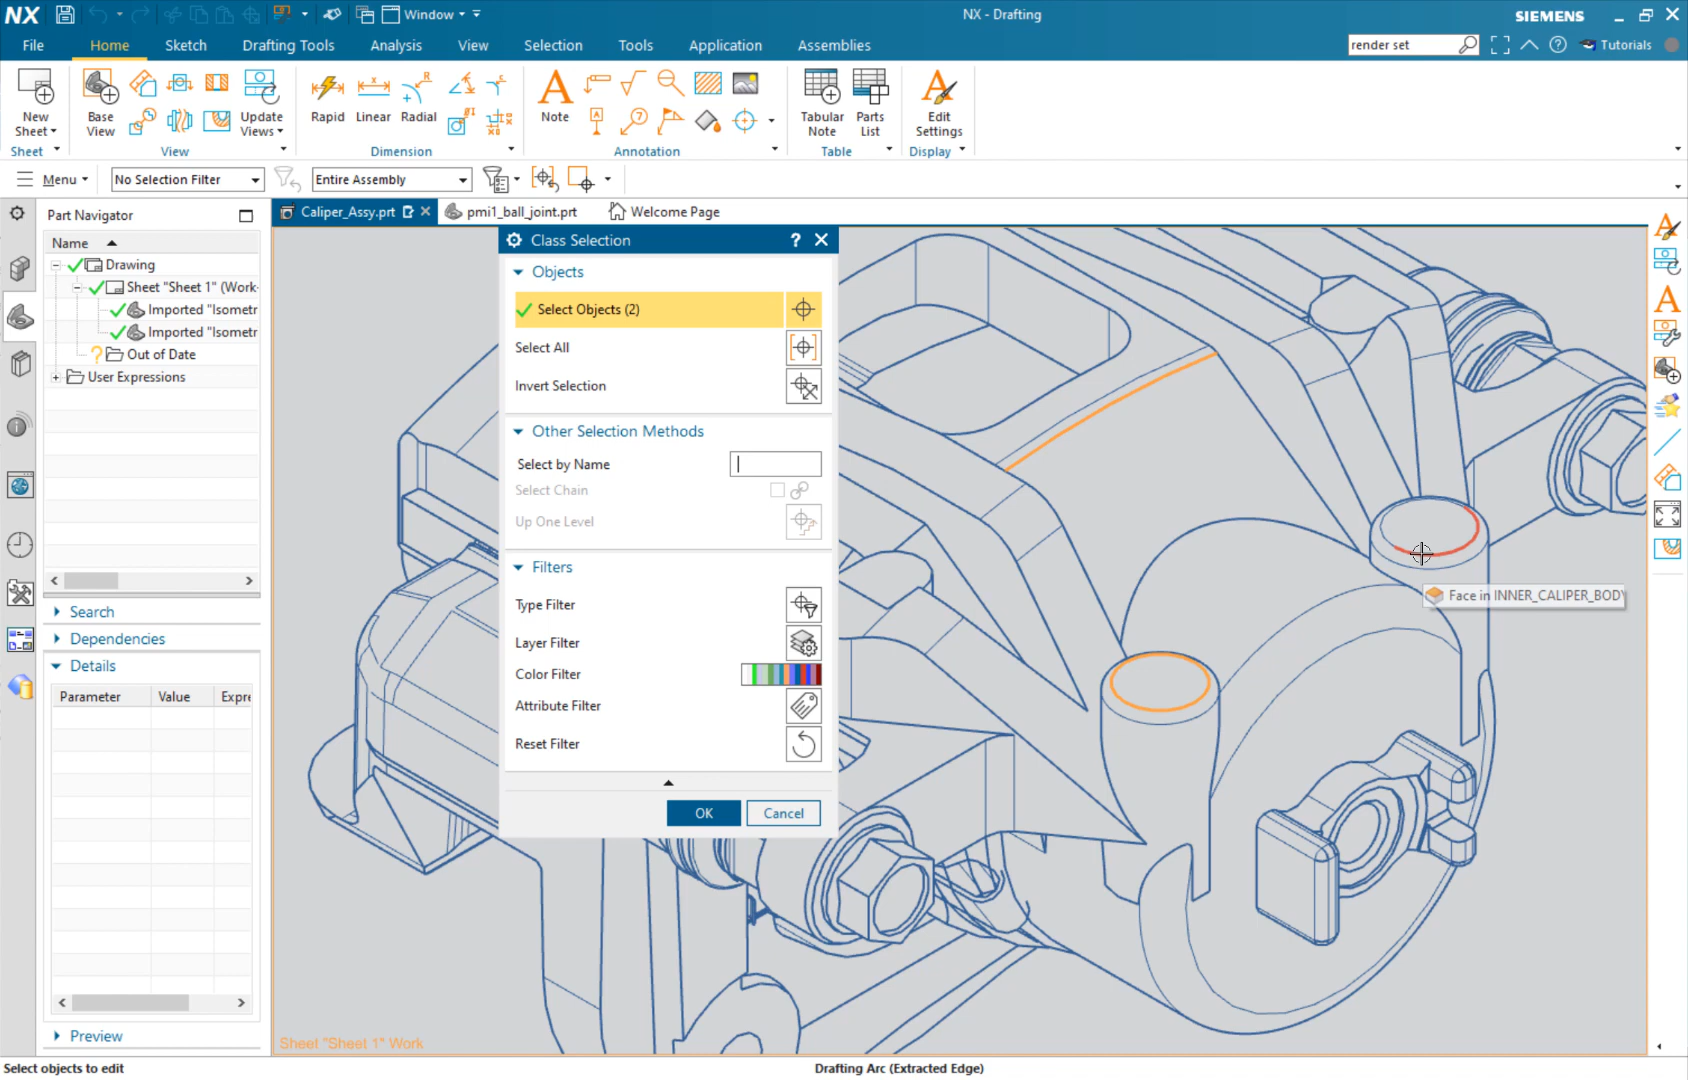 NX
Window
NX - Drafting
SIEMENS
File
Home
Sketch
Drafting Tools
Analysis
View
Selection
Tools
Application
Assemblies
render set
Tutorials
New Sheet
Base View
Update Views
Rapid
Linear
Radial
Note
Tabular Note
Parts List
Edit Settings
Sheet
View
Dimension
Annotation
Table
Display
Menu
No Selection Filter
Entire Assembly
Part Navigator
Caliper_Assy.prt
pmi1_ball_joint.prt
Welcome Page
Name
Drawing
Sheet "Sheet 1" (Work
Imported "Isometr
Imported "Isometr
Out of Date
User Expressions
Search
Dependencies
Details
Parameter
Value
Expre
Preview
Class Selection
Objects
Select Objects (2)
Select All
Invert Selection
Other Selection Methods
Select by Name
Select Chain
Up One Level
Filters
Type Filter
Layer Filter
Color Filter
Attribute Filter
Reset Filter
OK
Cancel
Face in INNER_CALIPER_BODY
Sheet "Sheet 1" Work
Select objects to edit
Drafting Arc (Extracted Edge)